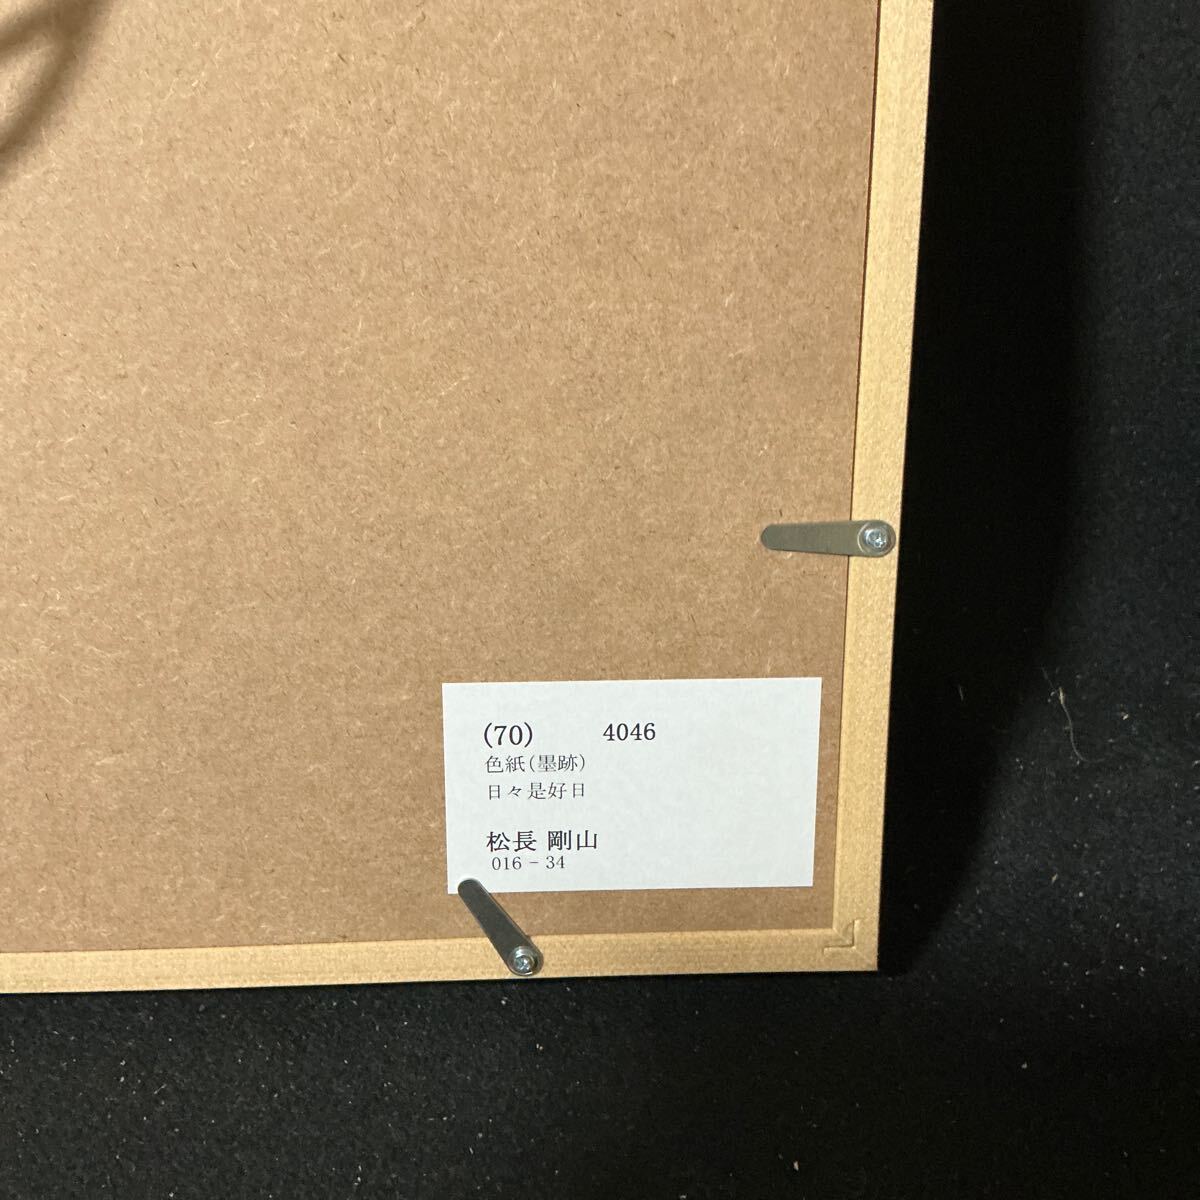 (70) 4046
色紙(墨跡)
日々是好日
松長 剛山
016-34